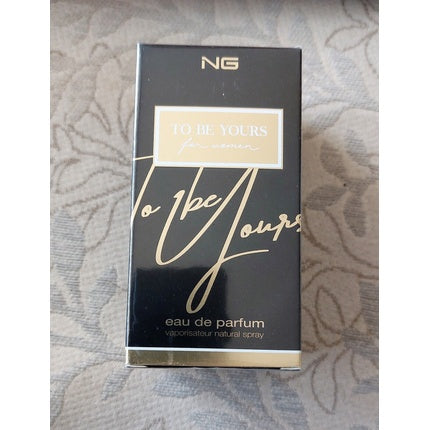 NG
TO BE YOURS
for women
To be
Yours
eau de parfum
vaporisateur natural spray